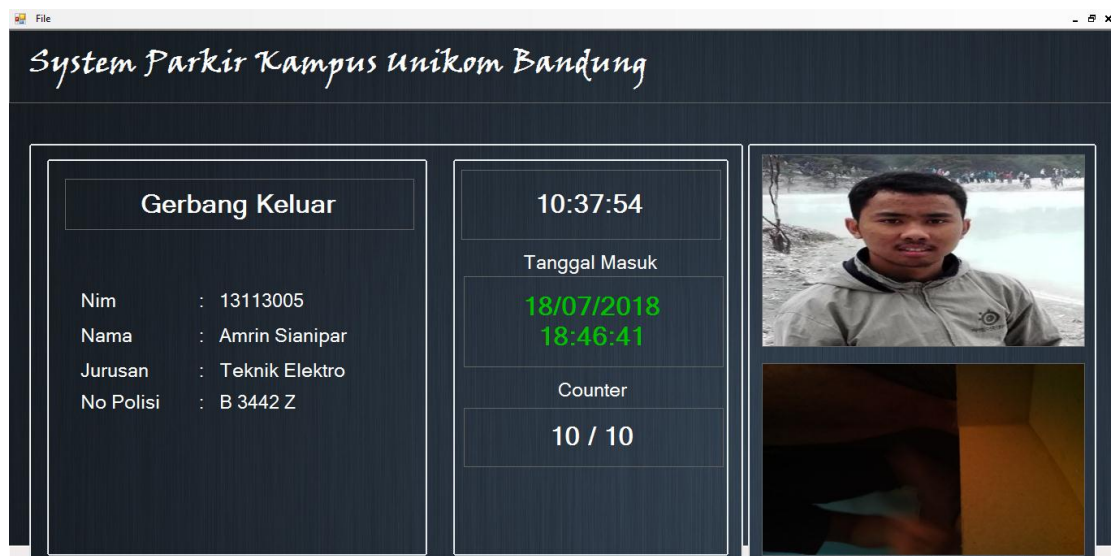 File
System Parkir Kampus Unikom Bandung
Gerbang Keluar
Nim : 13113005
Nama : Amrin Sianipar
Jurusan : Teknik Elektro
No Polisi : B 3442 Z
10:37:54
Tanggal Masuk
18/07/2018
18:46:41
Counter
10 / 10